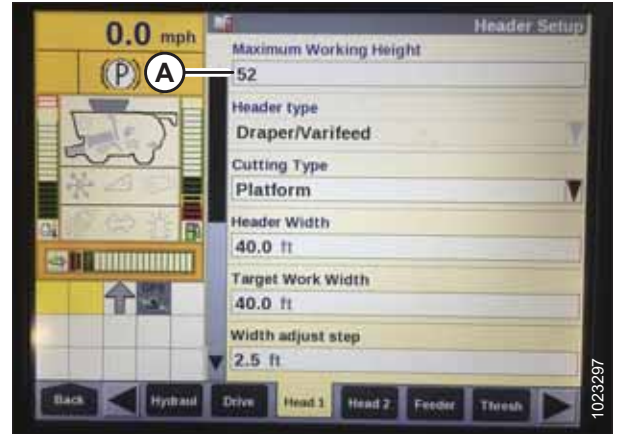 0.0 mph
(P)
A
Header Setup
Maximum Working Height
52
Header type
Draper/Varifeed
Cutting Type
Platform
Header Width
40.0 ft
Target Work Width
40.0 ft
Width adjust step
2.5 ft
GPS
Back Hydraul Drive Head 1 Head 2 Feeder Thresh
1023297